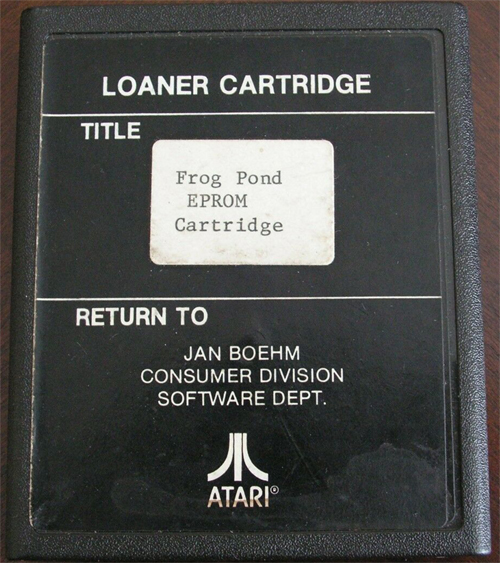 LOANER CARTRIDGE
TITLE
Frog Pond
EPROM
Cartridge
RETURN TO
JAN BOEHM
CONSUMER DIVISION
SOFTWARE DEPT.
ATARI®